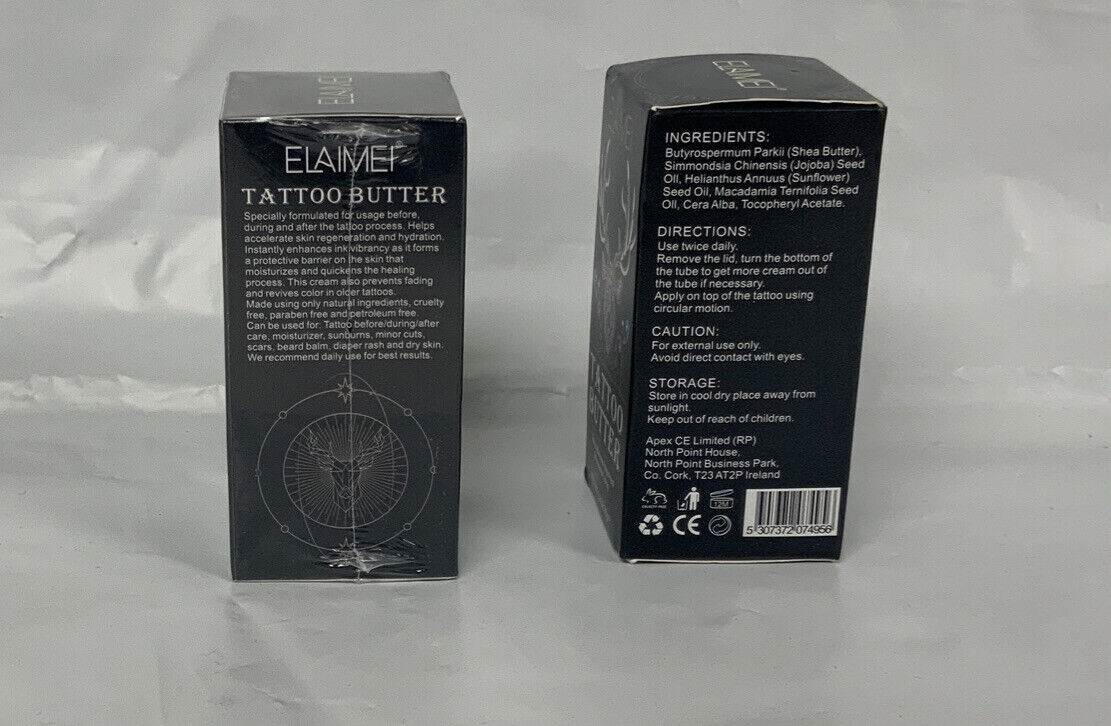 ELAIMEI
ELAIMEI
TATTOO BUTTER
Specially formulated for usage before,
during and after the tattoo process. Helps
accelerate skin regeneration and hydration.
Instantly enhances ink vibrancy as it forms
a protective barrier on the skin that
moisturizes and quickens the healing
process. This cream also prevents fading
and revives color in older tattoos.
Made using only natural ingredients, cruelty
free, paraben free and petroleum free.
Can be used for: Tattoo before/during/after
care, moisturizer, sunburns, minor cuts,
scars, beard balm, diaper rash and dry skin.
We recommend daily use for best results.
ELAIMEI
TATTOO
BUTTER
INGREDIENTS:
Butyrospermum Parkii (Shea Butter),
Simmondsia Chinensis (Jojoba) Seed
OIl, Helianthus Annuus (Sunflower)
Seed Oil, Macadamia Ternifolia Seed
OIl, Cera Alba, Tocopheryl Acetate.
DIRECTIONS:
Use twice daily.
Remove the lid, turn the bottom of
the tube to get more cream out of
the tube if necessary.
Apply on top of the tattoo using
circular motion.
CAUTION:
For external use only.
Avoid direct contact with eyes.
STORAGE:
Store in cool dry place away from
sunlight.
Keep out of reach of children.
Apex CE Limited (RP)
North Point House,
North Point Business Park,
Co. Cork, T23 AT2P Ireland
CRUELTY-FREE
12M
CE
5 307372 074956